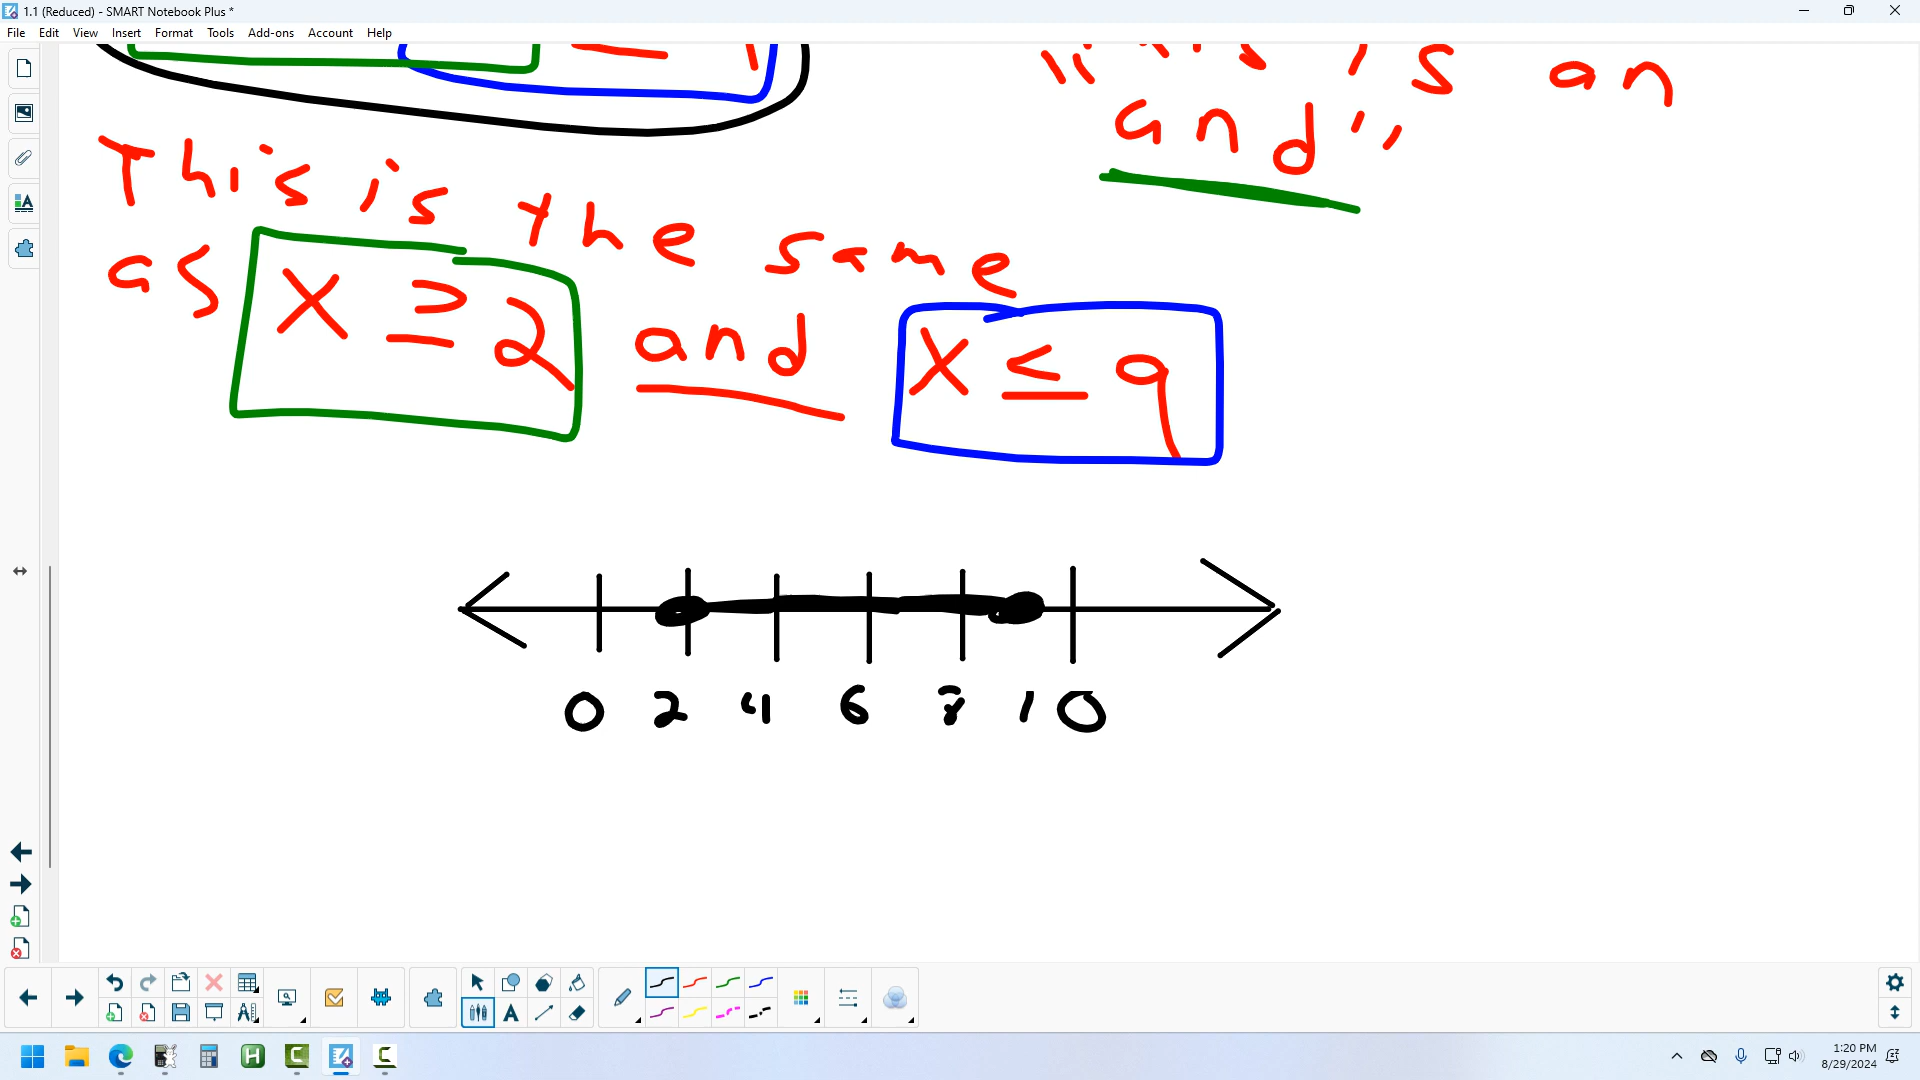 1.1 (Reduced) - SMART Notebook Plus *
File Edit View Insert Format Tools Add-ons Account Help
is an
and"
This is the same
as X ≥ 2 and X ≤ 9
0 2 4 6 8 10
1:20 PM
8/29/2024